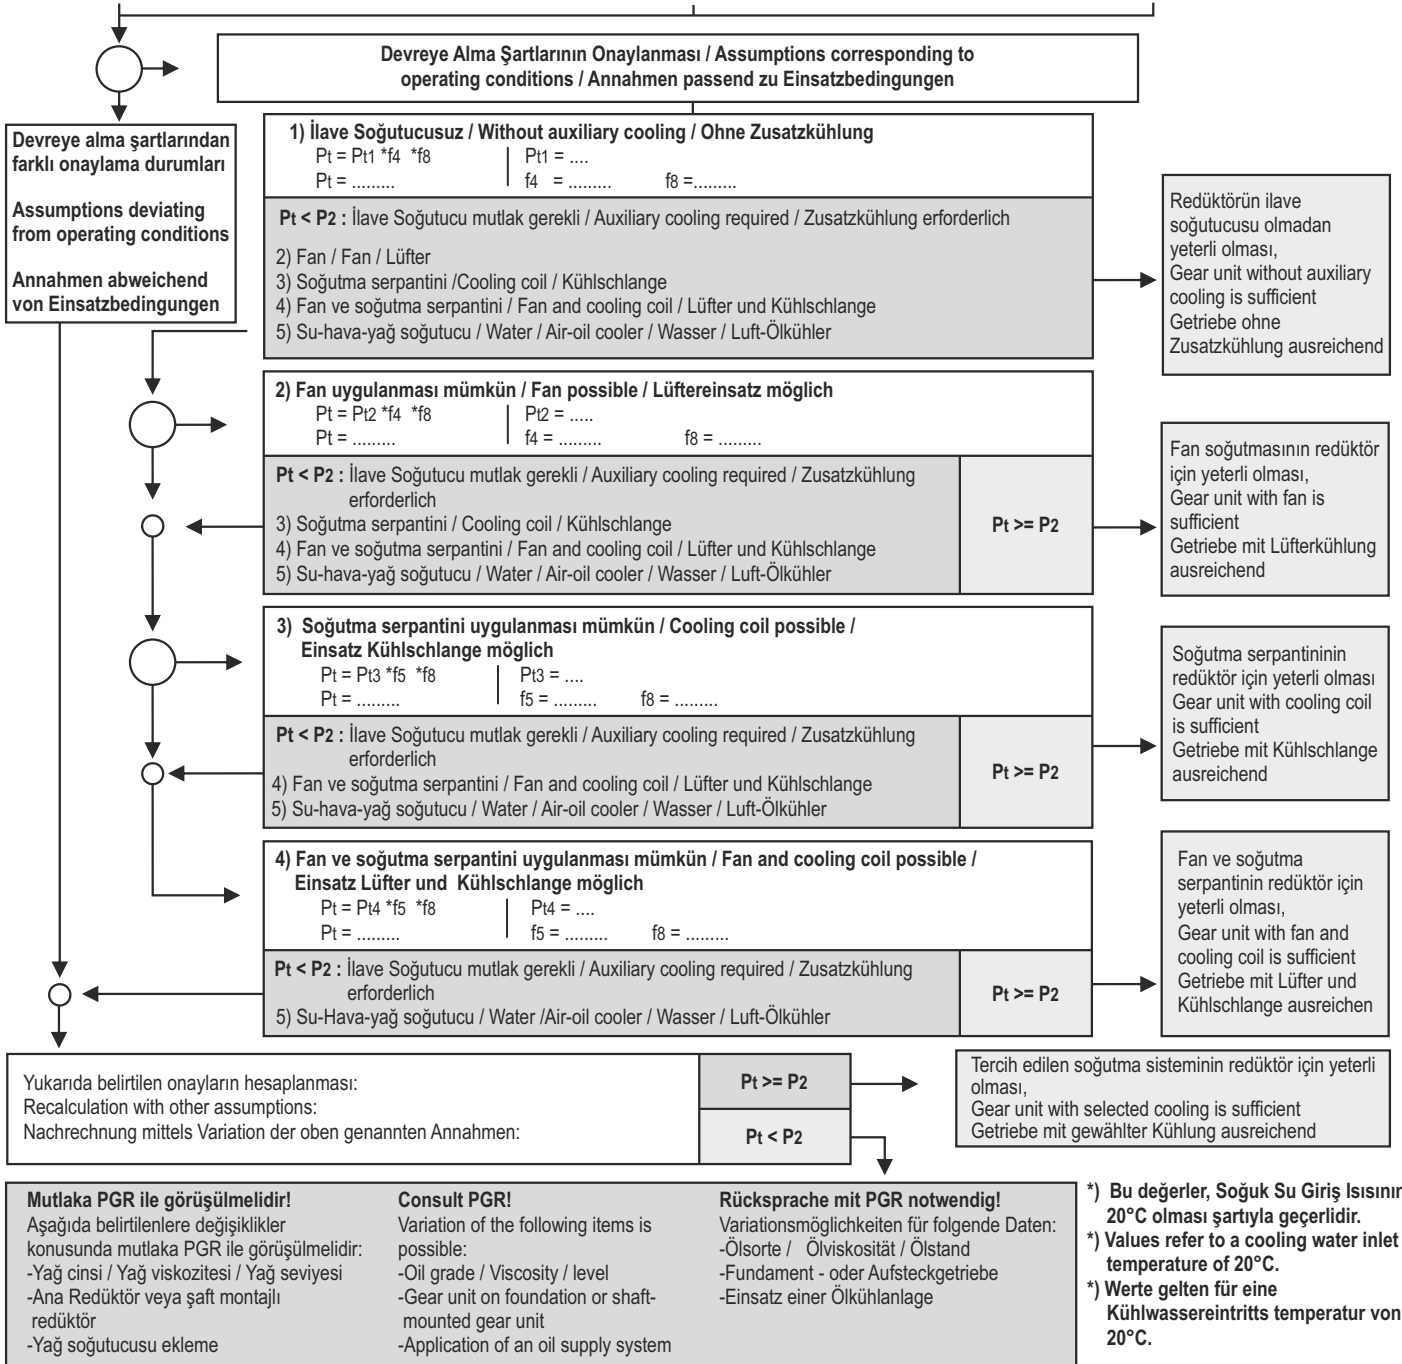 Devreye Alma Şartlarının Onaylanması / Assumptions corresponding to
operating conditions / Annahmen passend zu Einsatzbedingungen
Devreye alma şartlarından
farklı onaylama durumları
Assumptions deviating
from operating conditions
Annahmen abweichend
von Einsatzbedingungen
1) İlave Soğutucusuz / Without auxiliary cooling / Ohne Zusatzkühlung
Pt = Pt1 *f4 *f8
Pt1 = ....
Pt = .........
f4 = ......... f8 =.........
Pt < P2 : İlave Soğutucu mutlak gerekli / Auxiliary cooling required / Zusatzkühlung erforderlich
2) Fan / Fan / Lüfter
3) Soğutma serpantini /Cooling coil / Kühlschlange
4) Fan ve soğutma serpantini / Fan and cooling coil / Lüfter und Kühlschlange
5) Su-hava-yağ soğutucu / Water / Air-oil cooler / Wasser / Luft-Ölkühler
Redüktörün ilave
soğutucusu olmadan
yeterli olması,
Gear unit without auxiliary
cooling is sufficient
Getriebe ohne
Zusatzkühlung ausreichend
2) Fan uygulanması mümkün / Fan possible / Lüftereinsatz möglich
Pt = Pt2 *f4 *f8
Pt2 = .....
Pt = .........
f4 = ......... f8 = .........
Pt < P2 : İlave Soğutucu mutlak gerekli / Auxiliary cooling required / Zusatzkühlung
erforderlich
3) Soğutma serpantini / Cooling coil / Kühlschlange
4) Fan ve soğutma serpantini / Fan and cooling coil / Lüfter und Kühlschlange
5) Su-hava-yağ soğutucu / Water / Air-oil cooler / Wasser / Luft-Ölkühler
Pt >= P2
Fan soğutmasının redüktör
için yeterli olması,
Gear unit with fan is
sufficient
Getriebe mit Lüfterkühlung
ausreichend
3) Soğutma serpantini uygulanması mümkün / Cooling coil possible /
Einsatz Kühlschlange möglich
Pt = Pt3 *f5 *f8
Pt3 = ....
Pt = .........
f5 = ......... f8 = .........
Pt < P2 : İlave Soğutucu mutlak gerekli / Auxiliary cooling required / Zusatzkühlung
erforderlich
4) Fan ve soğutma serpantini / Fan and cooling coil / Lüfter und Kühlschlange
5) Su-hava-yağ soğutucu / Water / Air-oil cooler / Wasser / Luft-Ölkühler
Pt >= P2
Soğutma serpantininin
redüktör için yeterli olması
Gear unit with cooling coil
is sufficient
Getriebe mit Kühlschlange
ausreichend
4) Fan ve soğutma serpantini uygulanması mümkün / Fan and cooling coil possible /
Einsatz Lüfter und Kühlschlange möglich
Pt = Pt4 *f5 *f8
Pt4 = ....
Pt = .........
f5 = ......... f8 = .........
Pt < P2 : İlave Soğutucu mutlak gerekli / Auxiliary cooling required / Zusatzkühlung
erforderlich
5) Su-Hava-yağ soğutucu / Water /Air-oil cooler / Wasser / Luft-Ölkühler
Pt >= P2
Fan ve soğutma
serpantinin redüktör için
yeterli olması,
Gear unit with fan and
cooling coil is sufficient
Getriebe mit Lüfter und
Kühlschlange ausreichen
Yukarıda belirtilen onayların hesaplanması:
Recalculation with other assumptions:
Nachrechnung mittels Variation der oben genannten Annahmen:
Pt >= P2
Pt < P2
Tercih edilen soğutma sisteminin redüktör için yeterli
olması,
Gear unit with selected cooling is sufficient
Getriebe mit gewählter Kühlung ausreichend
Mutlaka PGR ile görüşülmelidir!
Aşağıda belirtilenlere değişiklikler
konusunda mutlaka PGR ile görüşülmelidir:
-Yağ cinsi / Yağ viskozitesi / Yağ seviyesi
-Ana Redüktör veya şaft montajlı
redüktör
-Yağ soğutucusu ekleme
Consult PGR!
Variation of the following items is
possible:
-Oil grade / Viscosity / level
-Gear unit on foundation or shaft-
mounted gear unit
-Application of an oil supply system
Rücksprache mit PGR notwendig!
Variationsmöglichkeiten für folgende Daten:
-Ölsorte / Ölviskosität / Ölstand
-Fundament - oder Aufsteckgetriebe
-Einsatz einer Ölkühlanlage
*) Bu değerler, Soğuk Su Giriş Isısının
20°C olması şartıyla geçerlidir.
*) Values refer to a cooling water inlet
temperature of 20°C.
*) Werte gelten für eine
Kühlwassereintritts temperatur von
20°C.